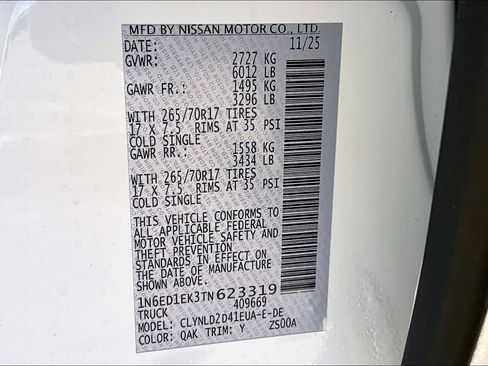 MFD BY NISSAN MOTOR CO., LTD.
DATE: 11/25
GVWR: 2727 KG
6012 LB
GAWR FR.: 1495 KG
3296 LB
WITH 265/70R17 TIRES
17 X 7.5 RIMS AT 35 PSI
COLD SINGLE
GAWR RR.: 1558 KG
3434 LB
WITH 265/70R17 TIRES
17 X 7.5 RIMS AT 35 PSI
COLD SINGLE
THIS VEHICLE CONFORMS TO
ALL APPLICABLE FEDERAL
MOTOR VEHICLE SAFETY AND
THEFT PREVENTION
STANDARDS IN EFFECT ON
THE DATE OF MANUFACTURE
1N6ED1EK3TN623319
TRUCK 409669
MODEL: CLYNLD2D41EUA-E-DE
COLOR: QAK TRIM: Y ZS00A